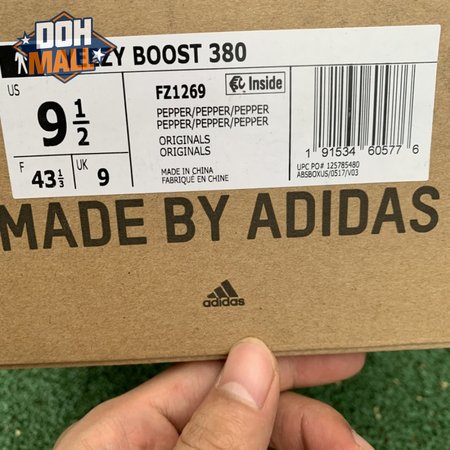 DOH
MALL
ZY BOOST 380
US
9 1/2
F
43 1/3
UK
9
FZ1269
Inside
PEPPER/PEPPER/PEPPER
PEPPER/PEPPER/PEPPER
ORIGINALS
ORIGINALS
MADE IN CHINA
FABRIQUE EN CHINE
1 91534 60577 6
UPC PO# 125785480
ABSBOXUS/0517/V03
MADE BY ADIDAS
adidas